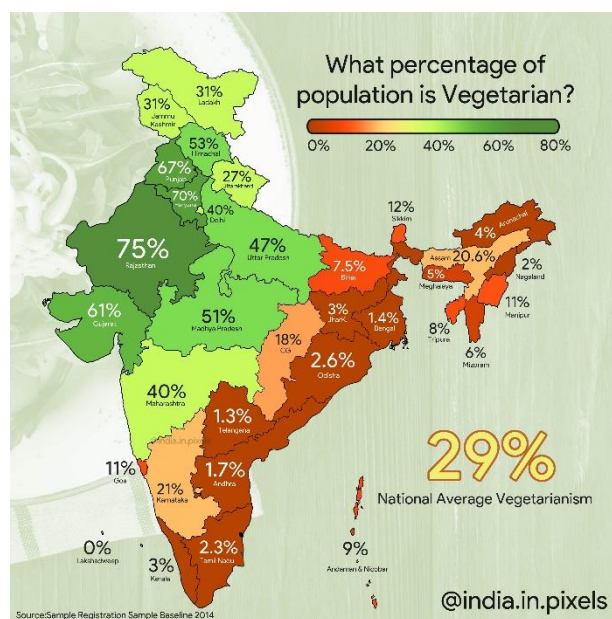 What percentage of
population is Vegetarian?
0% 20% 40% 60% 80%
31%
Ladakh
31%
Jammu
Kashmir
53%
Himachal
67%
Punjab
27%
Uttarakhand
70%
Haryana
40%
Delhi
75%
Rajasthan
47%
Uttar Pradesh
12%
Sikkim
4%
Arunachal
7.5%
Bihar
Assam 20.6%
5%
Meghalaya
2%
Nagaland
11%
Manipur
8%
Tripura
6%
Mizoram
61%
Gujarat
51%
Madhya Pradesh
3%
Jhark.
1.4%
Bengal
18%
CG
2.6%
Odisha
40%
Maharashtra
1.3%
Telangana
@india.in.pixels
11%
Goa
21%
Karnataka
1.7%
Andhra
29%
National Average Vegetarianism
0%
Lakshadweep
3%
Kerala
2.3%
Tamil Nadu
9%
Andaman & Nicobar
@india.in.pixels
Source:Sample Registration Sample Baseline 2014